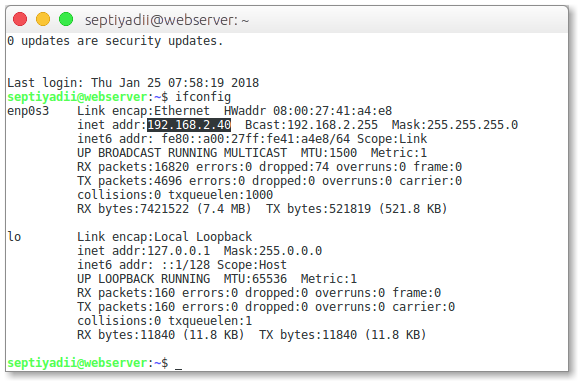 septiyadii@webserver: ~
0 updates are security updates.
Last login: Thu Jan 25 07:58:19 2018
septiyadii@webserver:~$ ifconfig
enp0s3    Link encap:Ethernet  HWaddr 08:00:27:41:a4:e8
          inet addr:192.168.2.40  Bcast:192.168.2.255  Mask:255.255.255.0
          inet6 addr: fe80::a00:27ff:fe41:a4e8/64 Scope:Link
          UP BROADCAST RUNNING MULTICAST  MTU:1500  Metric:1
          RX packets:16820 errors:0 dropped:74 overruns:0 frame:0
          TX packets:4696 errors:0 dropped:0 overruns:0 carrier:0
          collisions:0 txqueuelen:1000
          RX bytes:7421522 (7.4 MB)  TX bytes:521819 (521.8 KB)
lo        Link encap:Local Loopback
          inet addr:127.0.0.1  Mask:255.0.0.0
          inet6 addr: ::1/128 Scope:Host
          UP LOOPBACK RUNNING  MTU:65536  Metric:1
          RX packets:160 errors:0 dropped:0 overruns:0 frame:0
          TX packets:160 errors:0 dropped:0 overruns:0 carrier:0
          collisions:0 txqueuelen:1
          RX bytes:11840 (11.8 KB)  TX bytes:11840 (11.8 KB)
septiyadii@webserver:~$ _